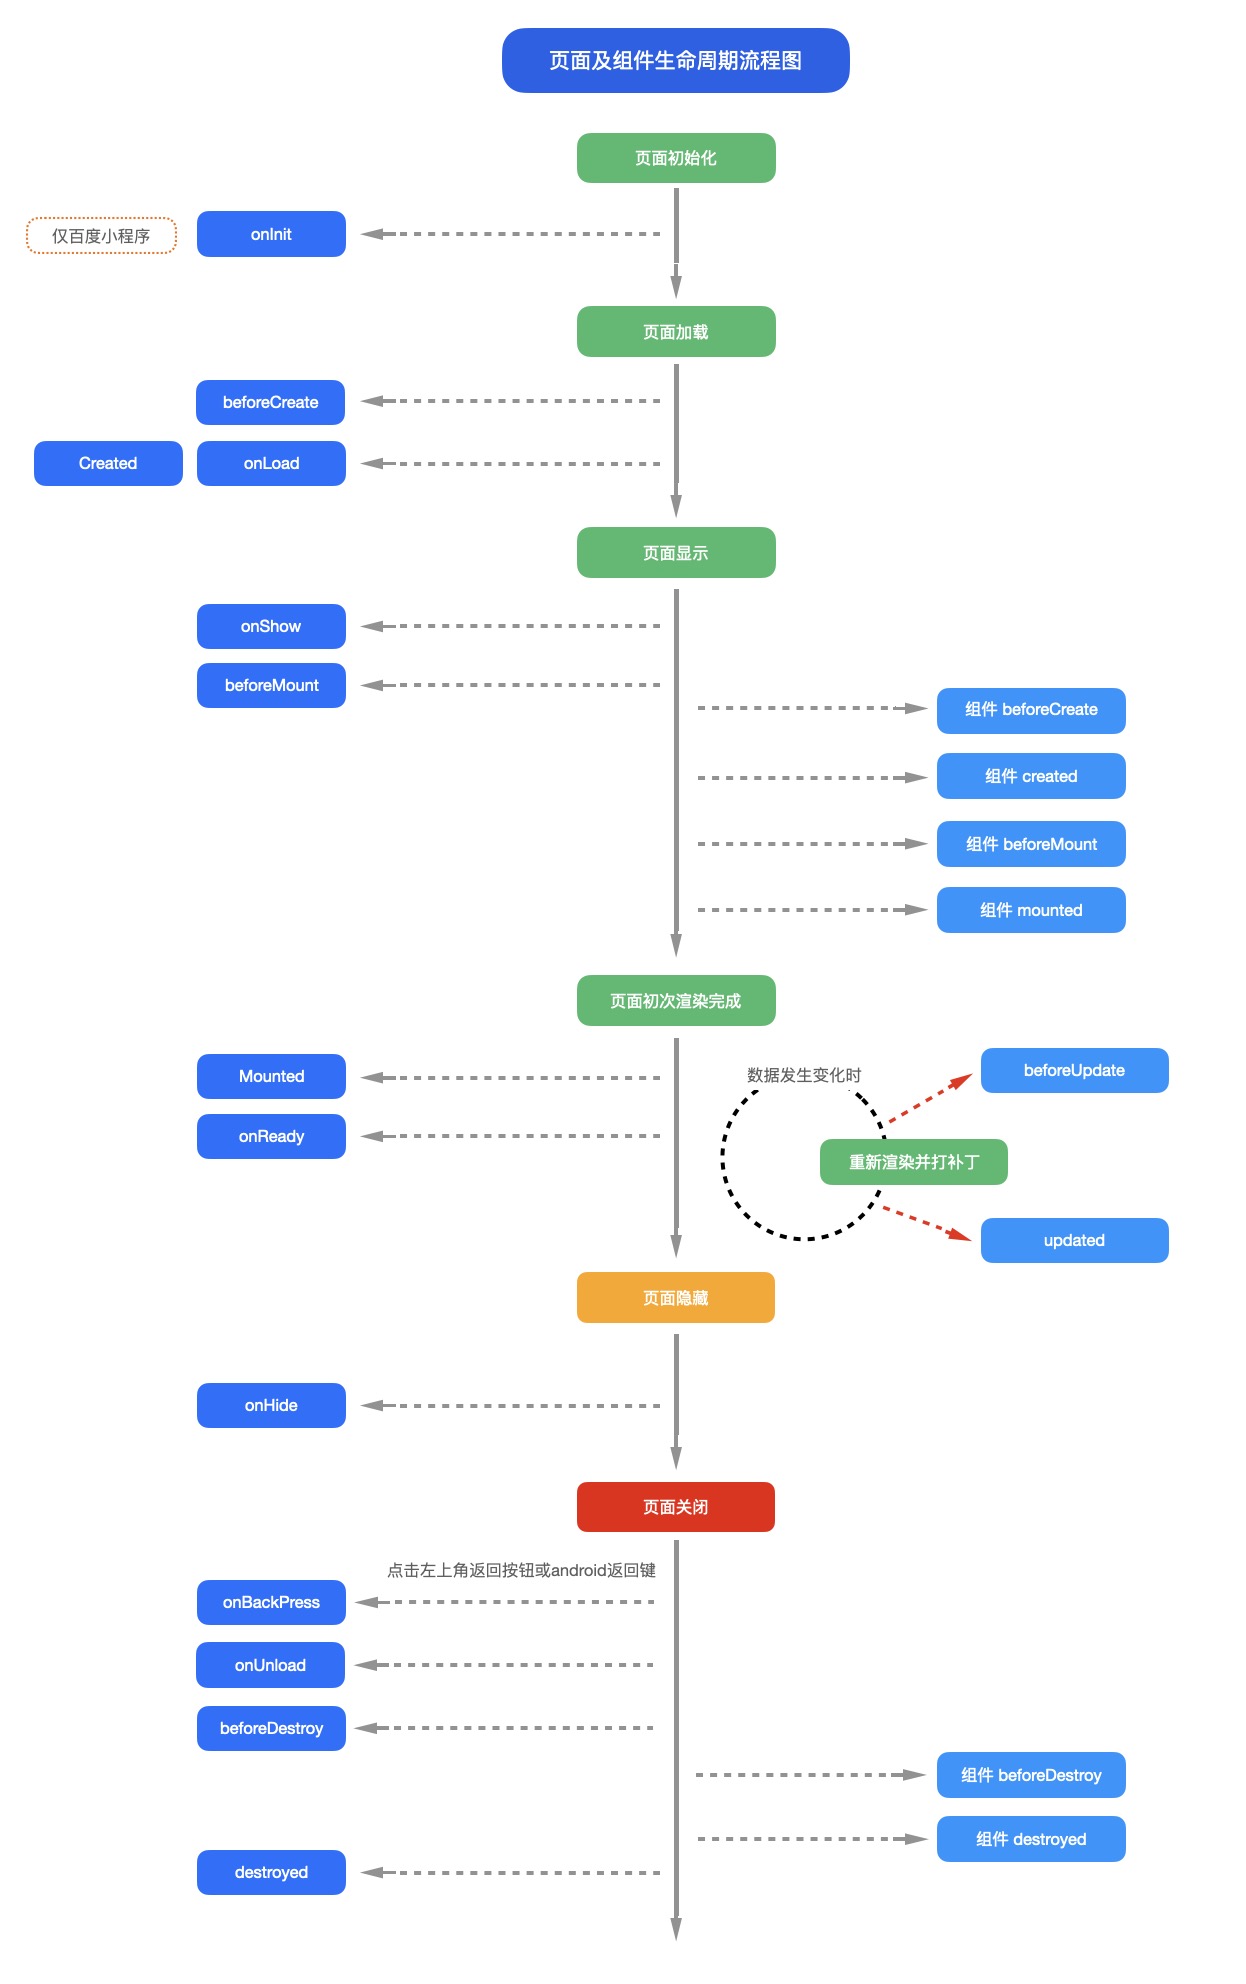 页面及组件生命周期流程图
页面初始化
仅百度小程序
onInit
页面加载
beforeCreate
Created
onLoad
页面显示
onShow
beforeMount
组件 beforeCreate
组件 created
组件 beforeMount
组件 mounted
页面初次渲染完成
Mounted
onReady
数据发生变化时
beforeUpdate
重新渲染并打补丁
updated
页面隐藏
onHide
页面关闭
点击左上角返回按钮或android返回键
onBackPress
onUnload
beforeDestroy
组件 beforeDestroy
组件 destroyed
destroyed